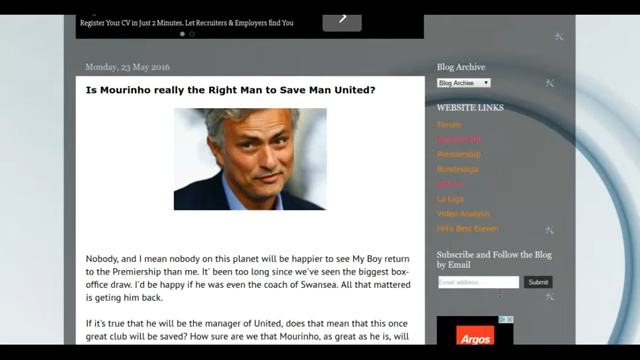 Register Your CV in Just 2 Minutes. Let Recruiters & Employers find You
Monday, 23 May 2016
Is Mourinho really the Right Man to Save Man United?
Nobody, and I mean nobody on this planet will be happier to see My Boy return
to the Premiership than me. It' been too long since we've seen the biggest box-
office draw. I'd be happy if he was even the coach of Swansea. All that mattered
is geting him back.
If it's true that he will be the manager of United, does that mean that this once
great club will be saved? How sure are we that Mourinho, as great as he is, will
Blog Archive
Blog Archive
WEBSITE LINKS
Forum
Premiership
Bundesliga
La Liga
Video Analysis
HH's Best Eleven
Subscribe and Follow the Blog
by Email
Email address...
Submit
Argos